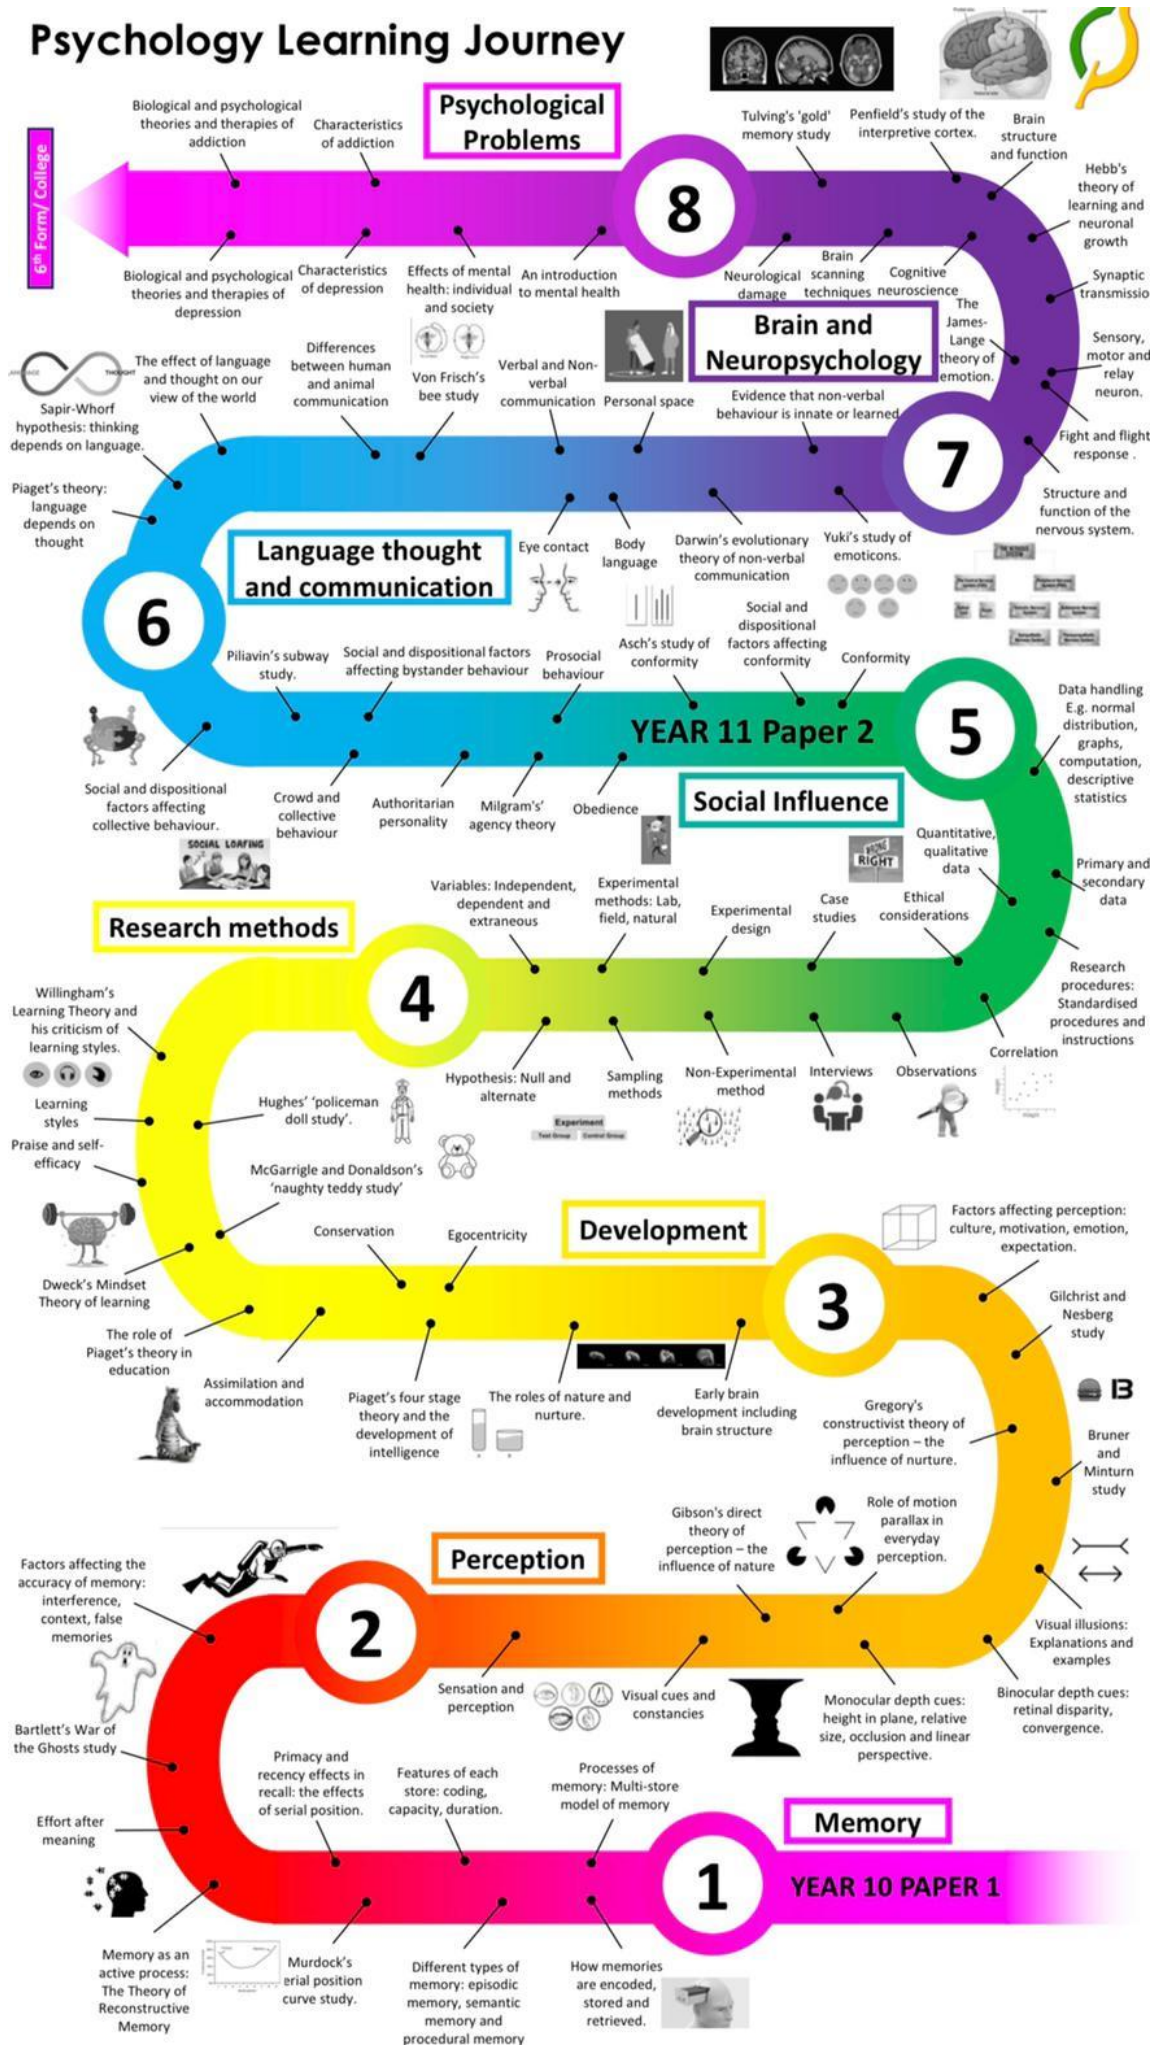 Psychology Learning Journey
Psychological
Problems
6th Form/ College
Biological and psychological
theories and therapies of
addiction
Characteristics
of addiction
8
Tulving's 'gold'
memory study
Penfield's study of the
interpretive cortex.
Brain
structure
and function
Hebb's
theory of
learning and
neuronal
growth
Biological and psychological
theories and therapies of
depression
Characteristics
of depression
Effects of mental
health: individual
and society
An introduction
to mental health
Neurological
damage
Brain
scanning
techniques
Cognitive
neuroscience
Synaptic
transmissio
The
James-
Lange
theory of
emotion.
Sensory,
motor and
relay
neuron.
Fight and flight
response .
Structure and
function of the
nervous system.
Brain and
Neuropsychology
7
THOUGHT
Sapir-Whorf
hypothesis: thinking
depends on language.
The effect of language
and thought on our
view of the world
Differences
between human
and animal
communication
Von Frisch's
bee study
Verbal and Non-
verbal
communication
Personal space
Evidence that non-verbal
behaviour is innate or learned
Piaget's theory:
language
depends on
thought
Language thought
and communication
Eye contact
Body
language
Darwin's evolutionary
theory of non-verbal
communication
Yuki's study of
emoticons.
6
Piliavin's subway
study.
Social and dispositional factors
affecting bystander behaviour
Prosocial
behaviour
Asch's study of
conformity
Social and
dispositional
factors affecting
conformity
Conformity
YEAR 11 Paper 2
5
Data handling
E.g. normal
distribution,
graphs,
computation,
descriptive
statistics
Social and dispositional
factors affecting
collective behaviour.
SOCIAL LOAFING
Crowd and
collective
behaviour
Authoritarian
personality
Milgram's'
agency theory
Obedience
Social Influence
Quantitative,
qualitative
data
Primary and
secondary
data
Research methods
4
Variables: Independent,
dependent and
extraneous
Experimental
methods: Lab,
field, natural
Experimental
design
WRONG
RIGHT
Case
studies
Ethical
considerations
Research
procedures:
Standardised
procedures and
instructions
Willingham's
Learning Theory and
his criticism of
learning styles.
Hypothesis: Null and
alternate
Sampling
methods
Non-Experimental
method
Interviews
Observations
Correlation
Experiment
Test Group
Control Group
Learning
styles
Hughes' 'policeman
doll study'.
Praise and self-
efficacy
McGarrigle and Donaldson's
'naughty teddy study'
Dweck's Mindset
Theory of learning
Conservation
Egocentricity
Development
3
Factors affecting perception:
culture, motivation, emotion,
expectation.
Gilchrist and
Nesberg
study
The role of
Piaget's theory in
education
Assimilation and
accommodation
Piaget's four stage
theory and the
development of
intelligence
The roles of nature and
nurture.
Early brain
development including
brain structure
Gregory's
constructivist theory of
perception – the
influence of nurture.
13
Bruner
and
Minturn
study
Perception
2
Gibson's direct
theory of
perception – the
influence of nature
Role of motion
parallax in
everyday
perception.
Factors affecting the
accuracy of memory:
interference,
context, false
memories
Sensation and
perception
Visual cues and
constancies
Monocular depth cues:
height in plane, relative
size, occlusion and linear
perspective.
Binocular depth cues:
retinal disparity,
convergence.
Visual illusions:
Explanations and
examples
Bartlett's War of
the Ghosts study
Primacy and
recency effects in
recall: the effects
of serial position.
Features of each
store: coding,
capacity, duration.
Processes of
memory: Multi-store
model of memory
Memory
Effort after
meaning
1
YEAR 10 PAPER 1
Memory as an
active process:
The Theory of
Reconstructive
Memory
Murdock's
erial position
curve study.
Different types of
memory: episodic
memory, semantic
memory and
procedural memory
How memories
are encoded,
stored and
retrieved.